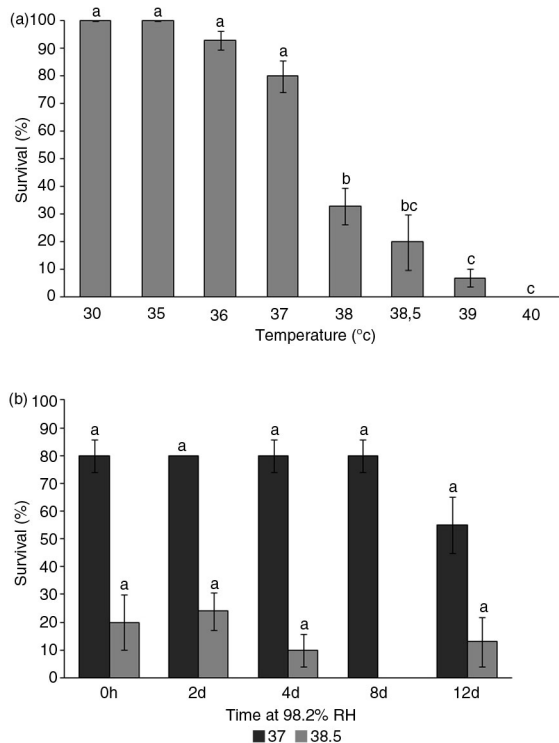 (a)
Survival (%)
100
90
80
70
60
50
40
30
20
10
0
a a a a b bc c c
30 35 36 37 38 38,5 39 40
Temperature (°c)
(b)
Survival (%)
100
90
80
70
60
50
40
30
20
10
0
a a a a a a a a a
0h 2d 4d 8d 12d
Time at 98.2% RH
37 38.5